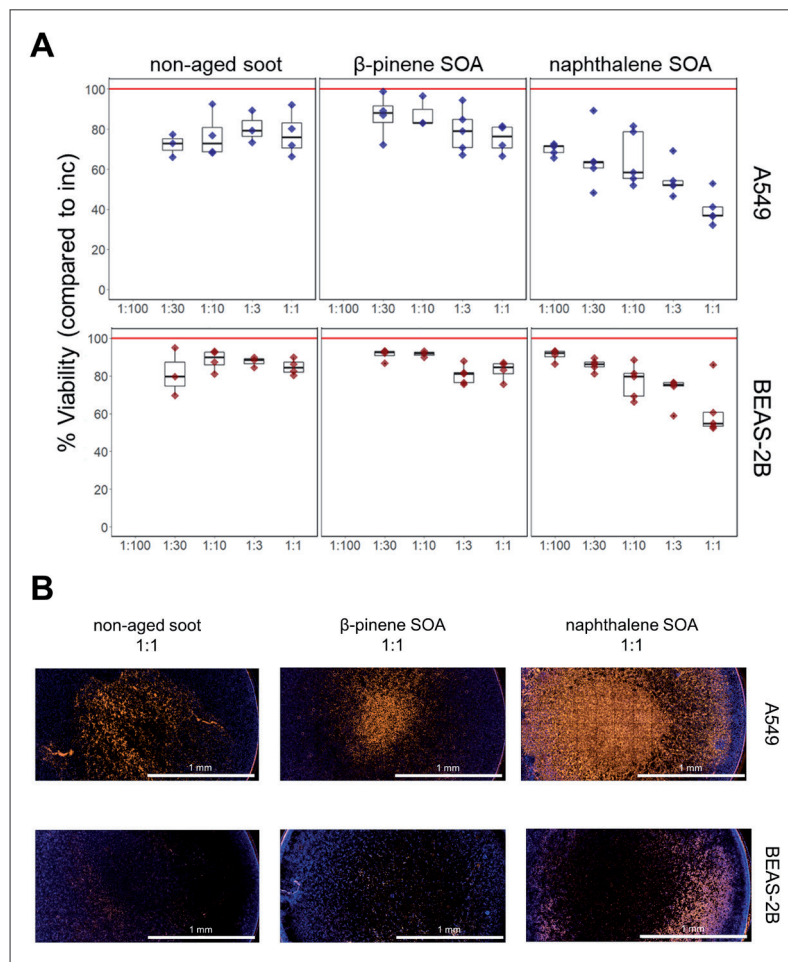 A
non-aged soot β-pinene SOA naphthalene SOA
% Viability (compared to inc)
100
80
60
40
20
0
A549
1:100 1:30 1:10 1:3 1:1 1:100 1:30 1:10 1:3 1:1 1:100 1:30 1:10 1:3 1:1
100
80
60
40
20
0
BEAS-2B
1:100 1:30 1:10 1:3 1:1 1:100 1:30 1:10 1:3 1:1 1:100 1:30 1:10 1:3 1:1
B
non-aged soot β-pinene SOA naphthalene SOA
1:1 1:1 1:1
A549
1 mm 1 mm 1 mm
BEAS-2B
1 mm 1 mm 1 mm